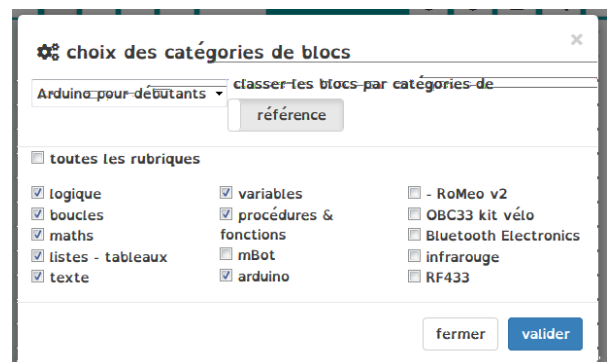 choix des catégories de blocs
×
Arduino pour débutants
classer les blocs par catégories de
référence
toutes les rubriques
logique
boucles
maths
listes - tableaux
texte
variables
procédures &
fonctions
mBot
arduino
- RoMeo v2
OBC33 kit vélo
Bluetooth Electronics
infrarouge
RF433
fermer
valider